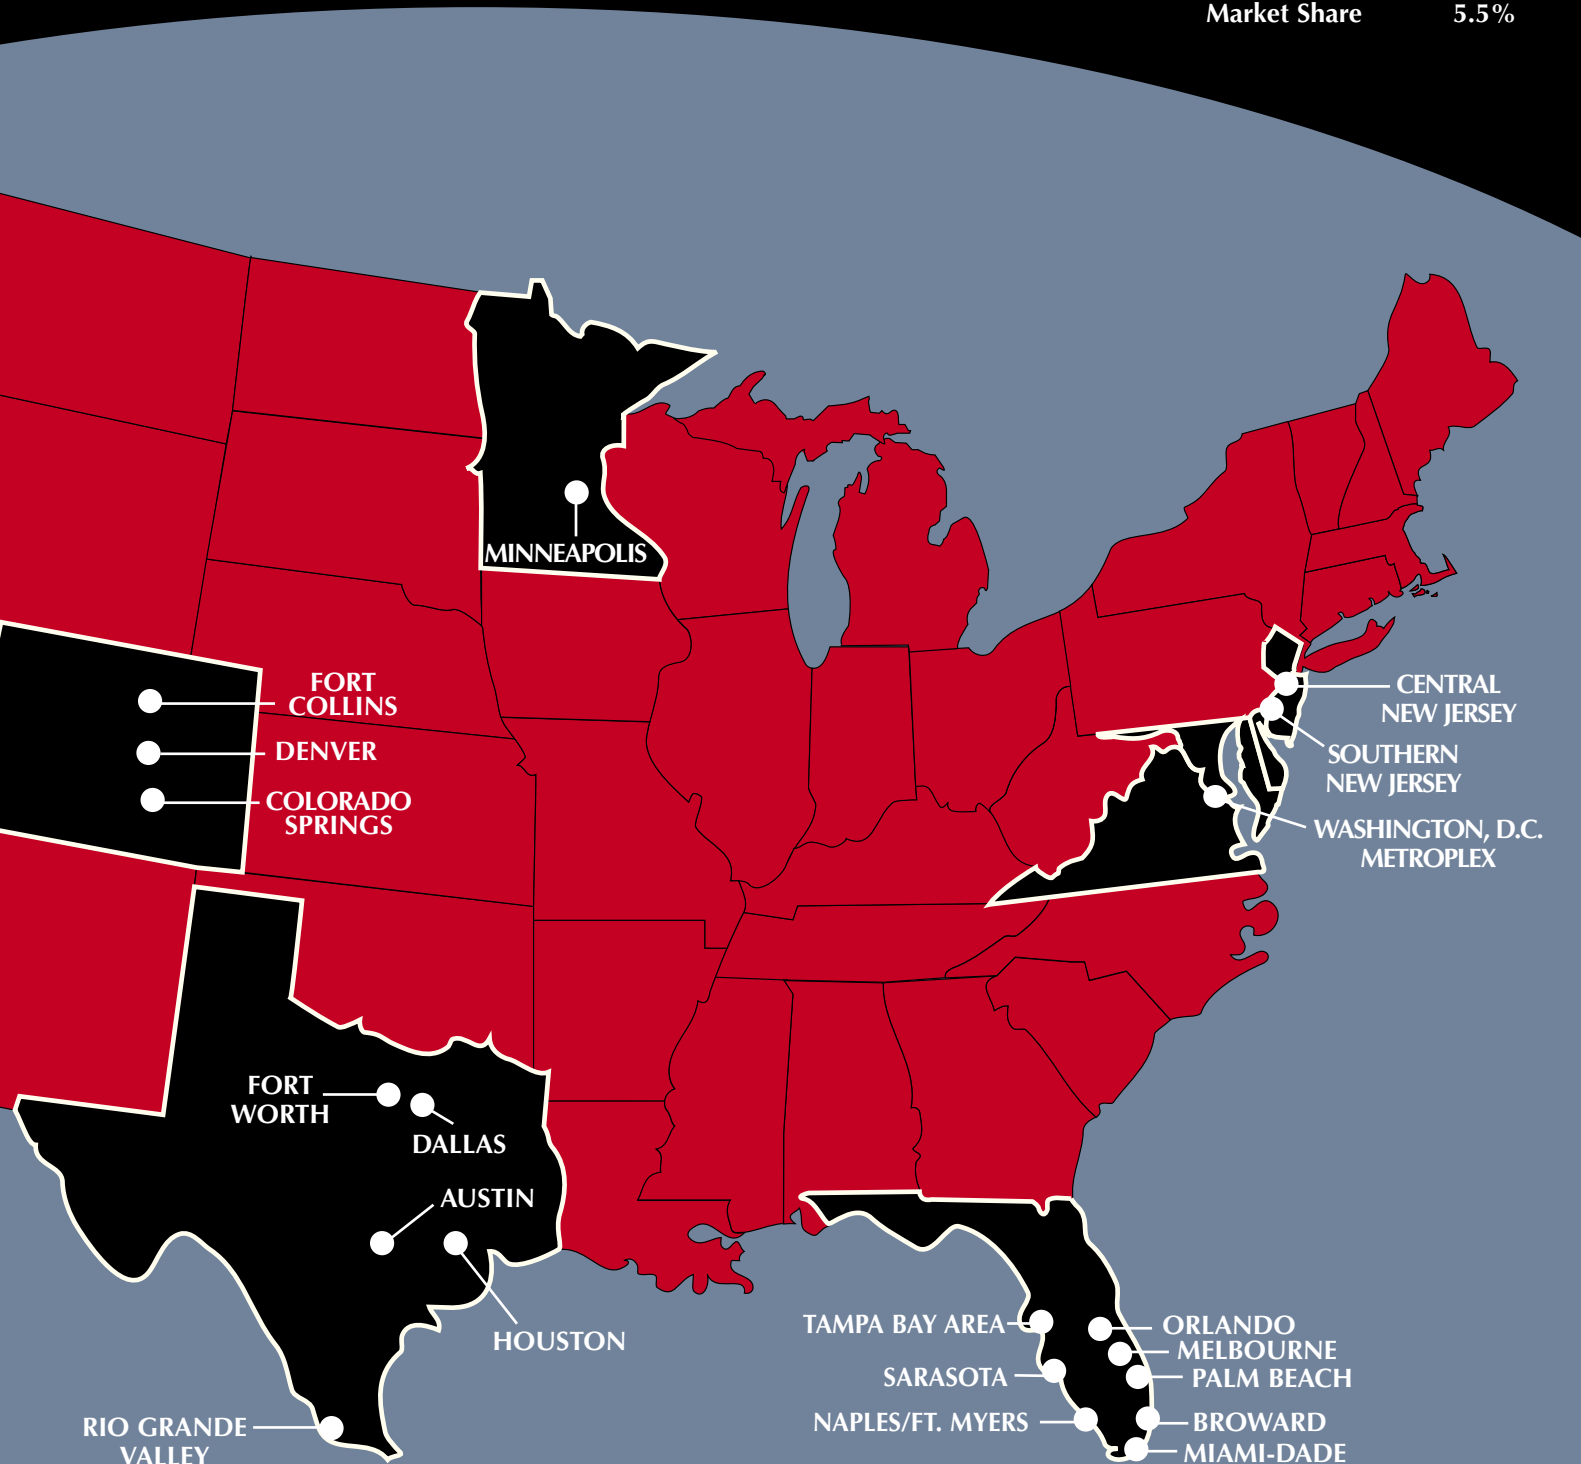 Market Share 5.5%
MINNEAPOLIS
FORT
COLLINS
DENVER
COLORADO
SPRINGS
CENTRAL
NEW JERSEY
SOUTHERN
NEW JERSEY
WASHINGTON, D.C.
METROPLEX
FORT
WORTH
DALLAS
AUSTIN
HOUSTON
RIO GRANDE
VALLEY
TAMPA BAY AREA
SARASOTA
NAPLES/FT. MYERS
ORLANDO
MELBOURNE
PALM BEACH
BROWARD
MIAMI-DADE